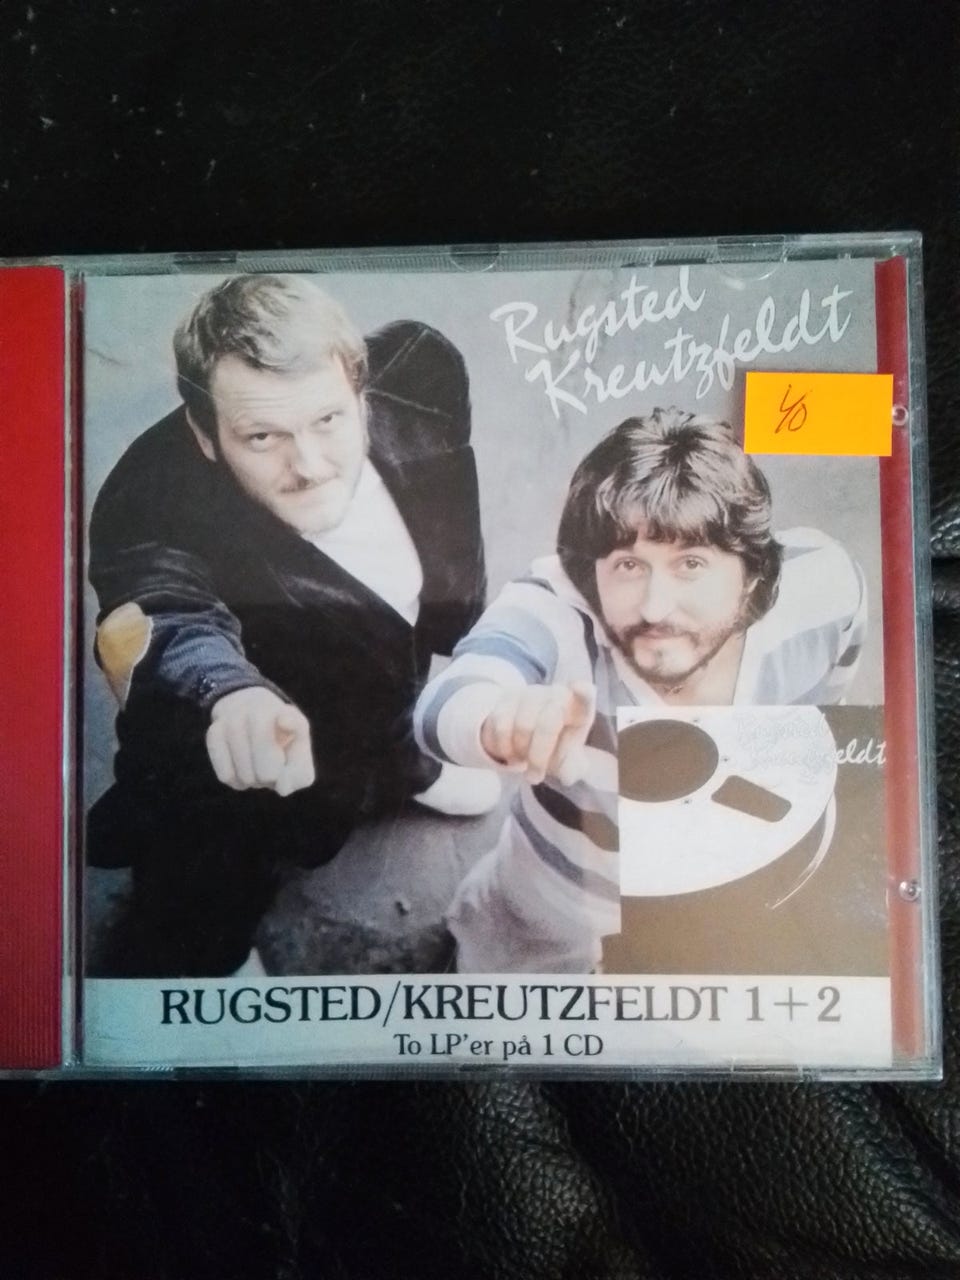 Rugsted
Kreutzfeldt
40
Rugsted
Kreutzfeldt
RUGSTED/KREUTZFELDT 1+2
To LP'er på 1 CD